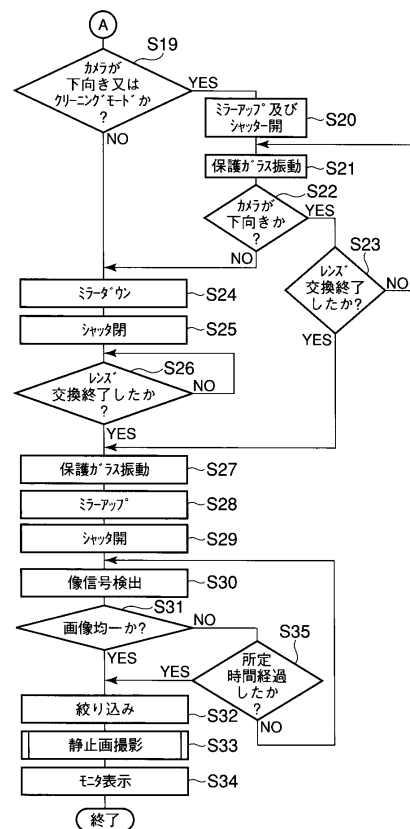 A
S19
カメラが
下向き又は
クリーニングモードか
?
YES
NO
ミラーアップ及び
シャッター開
S20
保護ガラス振動
S21
S22
カメラが
下向きか
?
YES
NO
S23
レンズ
交換終了
したか?
NO
YES
ミラーダウン
S24
シャッタ閉
S25
S26
レンズ
交換終了したか
?
NO
YES
保護ガラス振動
S27
ミラーアップ
S28
シャッタ開
S29
像信号検出
S30
S31
画像均一か?
NO
YES
S35
所定
時間経過
したか
?
YES
NO
絞り込み
S32
静止画撮影
S33
モニタ表示
S34
終了